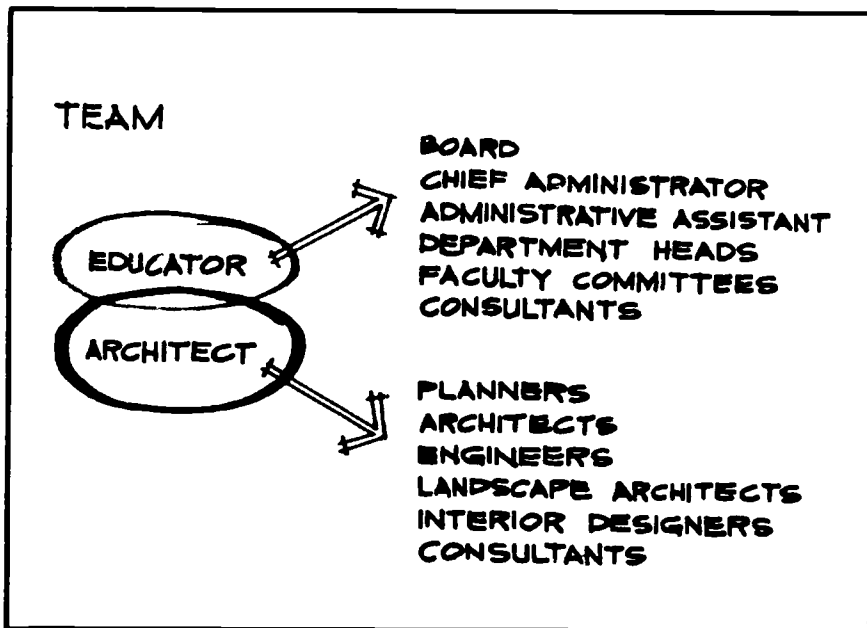 TEAM
EDUCATOR
BOARD
CHIEF ADMINISTRATOR
ADMINISTRATIVE ASSISTANT
DEPARTMENT HEADS
FACULTY COMMITTEES
CONSULTANTS
ARCHITECT
PLANNERS
ARCHITECTS
ENGINEERS
LANDSCAPE ARCHITECTS
INTERIOR DESIGNERS
CONSULTANTS